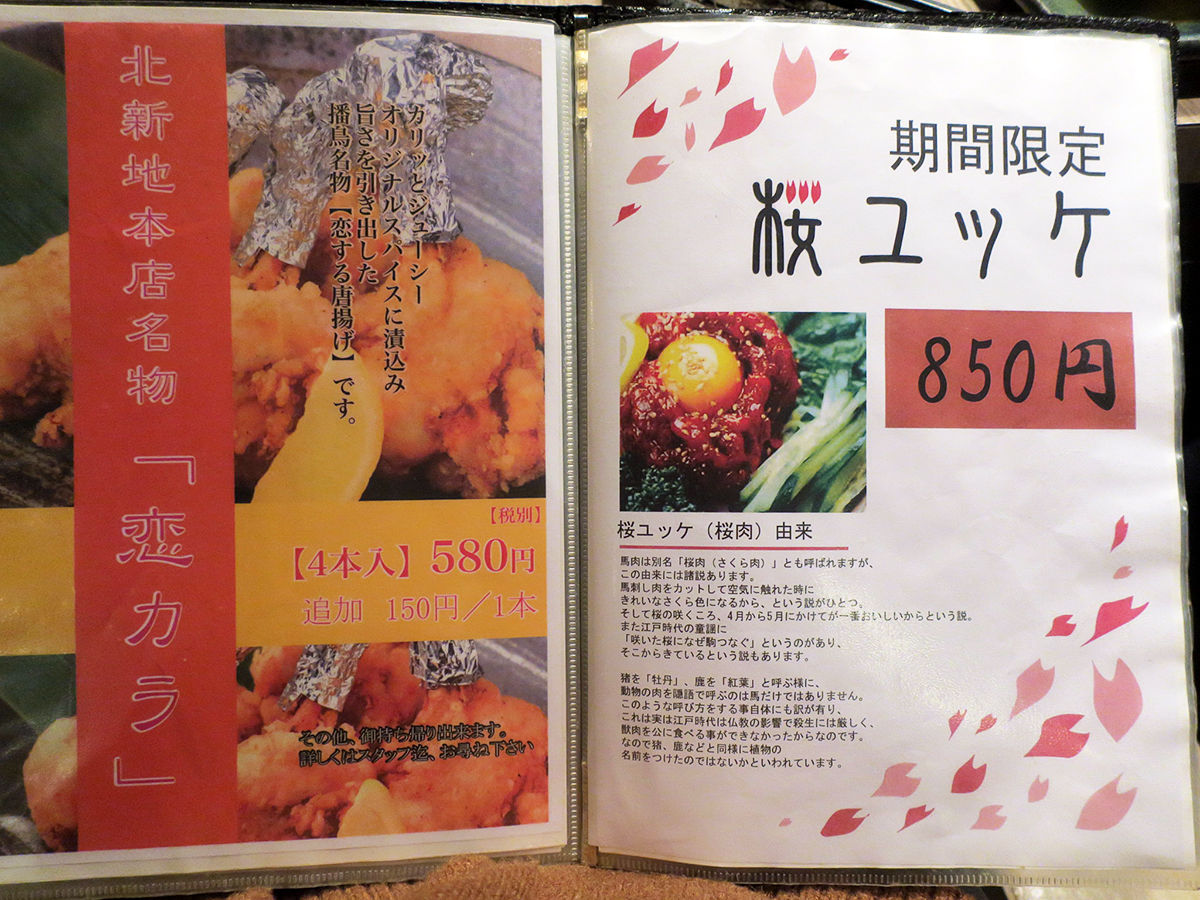 北新地本店名物「恋カラ」
カリッとジューシー
オリジナルスパイスに漬込み
旨さを引き出した
播鳥名物【恋する唐揚げ】です。
【税別】
【4本入】580円
追加 150円／1本
その他、御持ち帰り出来ます。
詳しくはスタッフ迄、お尋ね下さい
期間限定
桜ユッケ
850円
桜ユッケ（桜肉）由来
馬肉は別名「桜肉（さくら肉）」とも呼ばれますが、
この由来には諸説あります。
馬刺し肉をカットして空気に触れた時に
きれいなさくら色になるから、という説がひとつ。
そして桜の咲くころ、4月から5月にかけてが一番おいしいからという説。
また江戸時代の童謡に
「咲いた桜になぜ駒つなぐ」というのがあり、
そこからきているという説もあります。
猪を「牡丹」、鹿を「紅葉」と呼ぶ様に、
動物の肉を隠語で呼ぶのは馬だけではありません。
このような呼び方をする事自体にも訳が有り、
これは実は江戸時代は仏教の影響で殺生には厳しく、
獣肉を公に食べる事ができなかったからなのです。
なので猪、鹿などと同様に植物の
名前をつけたのではないかといわれています。